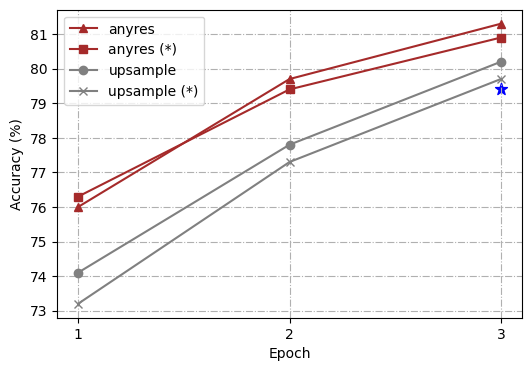 anyres
anyres (*)
upsample
upsample (*)
81
80
79
78
77
76
75
74
73
Accuracy (%)
1
2
3
Epoch